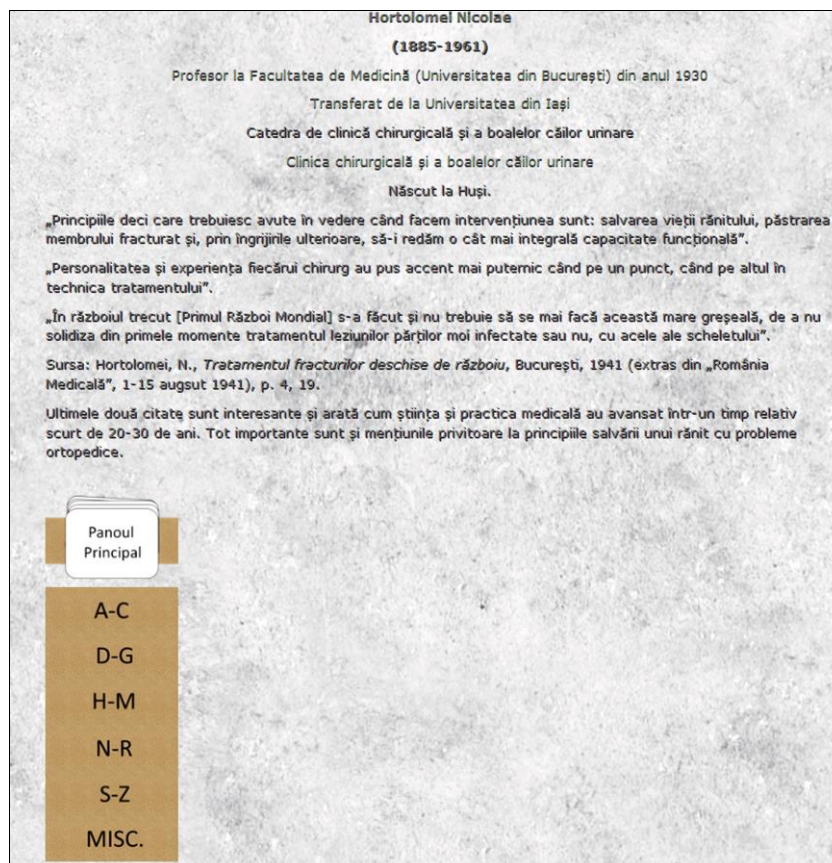 Hortolomei Nicolae
(1885-1961)
Profesor la Facultatea de Medicină (Universitatea din București) din anul 1930
Transferat de la Universitatea din Iași
Catedra de clinică chirurgicală și a boalelor căilor urinare
Clinica chirurgicală și a boalelor căilor urinare
Născut la Huși.
„Principiile deci care trebuiesc avute în vedere când facem intervențiunea sunt: salvarea vieții rănitului, păstrarea
membrului fracturat și, prin îngrijirile ulterioare, să-i redăm o cât mai integrală capacitate funcțională”.
„Personalitatea și experiența fiecărui chirurg au pus accent mai puternic când pe un punct, când pe altul în
technica tratamentului”.
„În războiul trecut [Primul Război Mondial] s-a făcut și nu trebuie să se mai facă această mare greșeală, de a nu
solidiza din primele momente tratamentul leziunilor părților moi infectate sau nu, cu acele ale scheletului”.
Sursa: Hortolomei, N., Tratamentul fracturilor deschise de războiu, București, 1941 (extras din „România
Medicală”, 1-15 augsut 1941), p. 4, 19.
Ultimele două citate sunt interesante și arată cum știința și practica medicală au avansat într-un timp relativ
scurt de 20-30 de ani. Tot importante sunt și mențiunile privitoare la principiile salvării unui rănit cu probleme
ortopedice.
Panoul
Principal
A-C
D-G
H-M
N-R
S-Z
MISC.